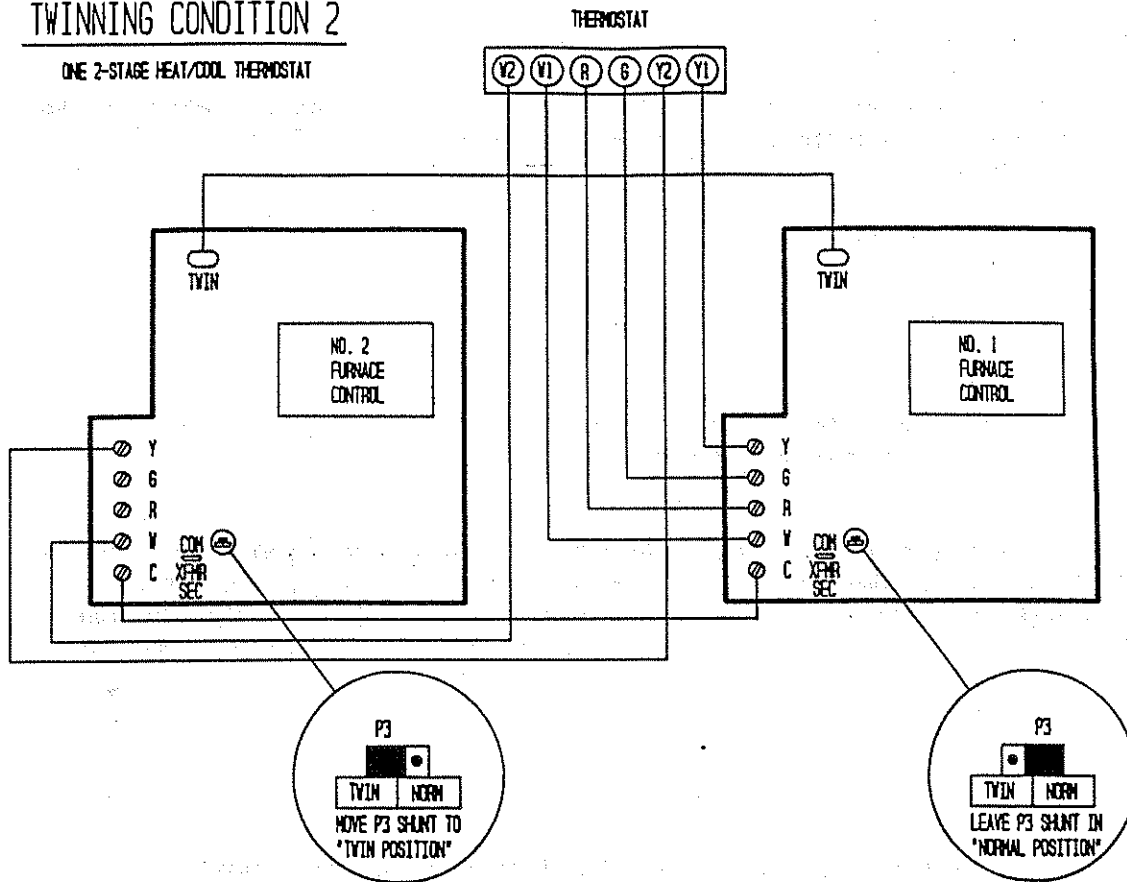 TWINNING CONDITION 2
ONE 2-STAGE HEAT/COOL THERMOSTAT
THERMOSTAT
W2 W1 R G Y2 Y1
TWIN
NO. 2
FURNACE
CONTROL
Y
G
R
W
C
COM
XFMR
SEC
P3
TWIN NORM
MOVE P3 SHUNT TO
"TWIN POSITION"
TWIN
NO. 1
FURNACE
CONTROL
Y
G
R
W
C
COM
XFMR
SEC
P3
TWIN NORM
LEAVE P3 SHUNT IN
"NORMAL POSITION"